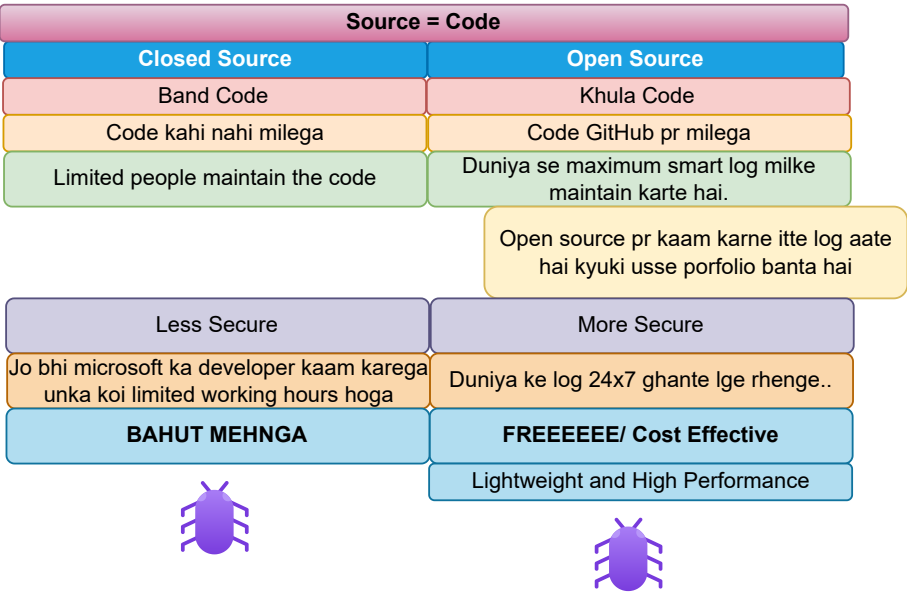 Source = Code
Closed Source
Open Source
Band Code
Khula Code
Code kahi nahi milega
Code GitHub pr milega
Limited people maintain the code
Duniya se maximum smart log milke
maintain karte hai.
Open source pr kaam karne itte log aate
hai kyuki usse porfolio banta hai
Less Secure
More Secure
Jo bhi microsoft ka developer kaam karega
unka koi limited working hours hoga
Duniya ke log 24x7 ghante lge rhenge..
BAHUT MEHNGA
FREEEEEE/ Cost Effective
Lightweight and High Performance